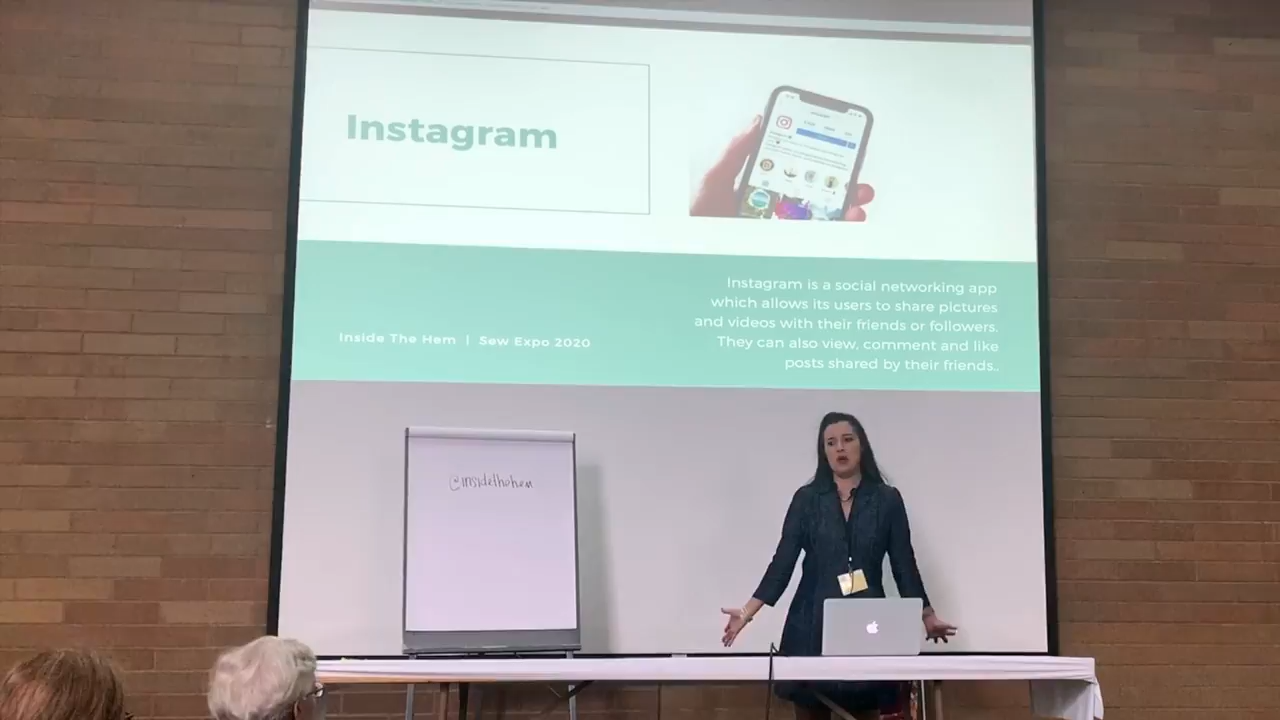 Instagram
Instagram is a social networking app
which allows its users to share pictures
and videos with their friends or followers.
They can also view, comment and like
posts shared by their friends..
Inside The Hem | Sew Expo 2020
@insidethehem